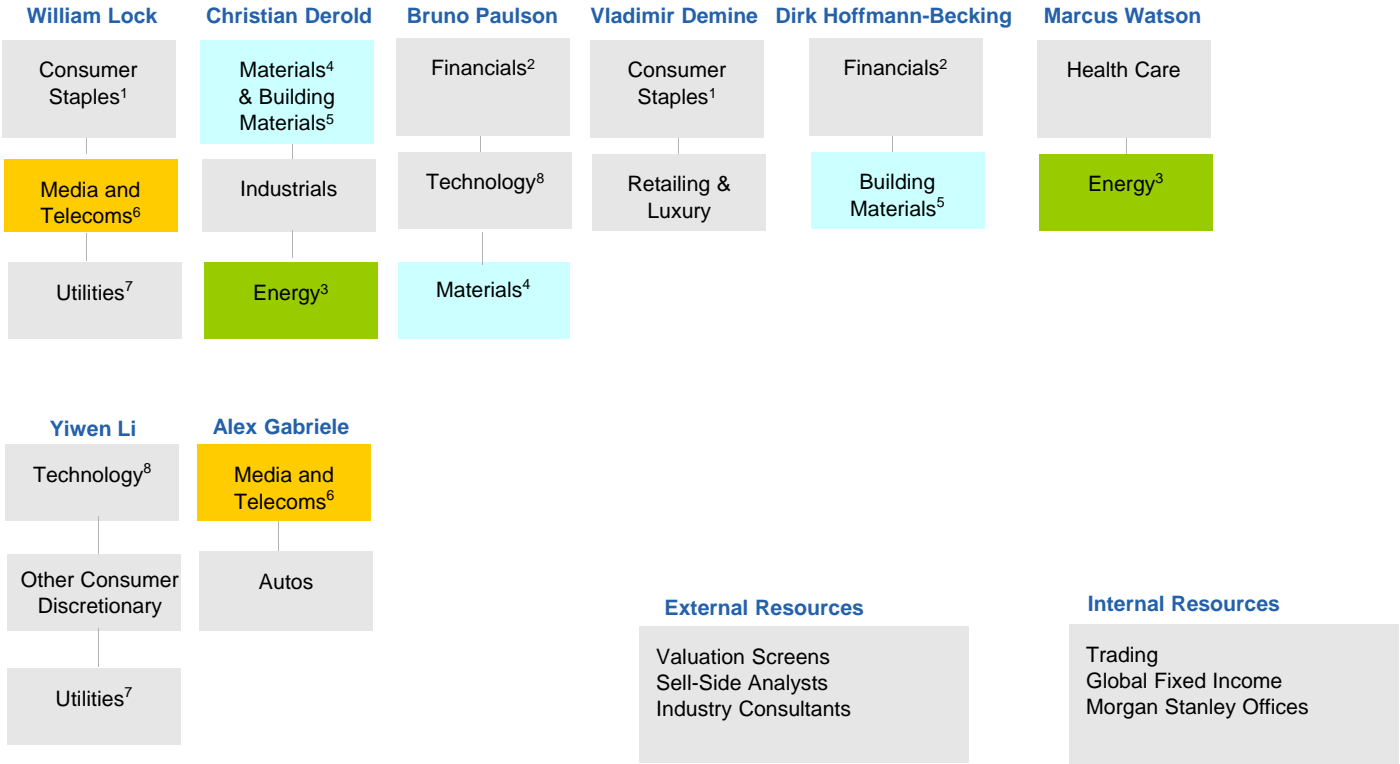 William Lock
Consumer
Staples¹
Media and
Telecoms⁶
Utilities⁷
Christian Derold
Materials⁴
& Building
Materials⁵
Industrials
Energy³
Bruno Paulson
Financials²
Technology⁸
Materials⁴
Vladimir Demine
Consumer
Staples¹
Retailing &
Luxury
Dirk Hoffmann-Becking
Financials²
Building
Materials⁵
Marcus Watson
Health Care
Energy³
Yiwen Li
Technology⁸
Other Consumer
Discretionary
Utilities⁷
Alex Gabriele
Media and
Telecoms⁶
Autos
External Resources
Valuation Screens
Sell-Side Analysts
Industry Consultants
Internal Resources
Trading
Global Fixed Income
Morgan Stanley Offices